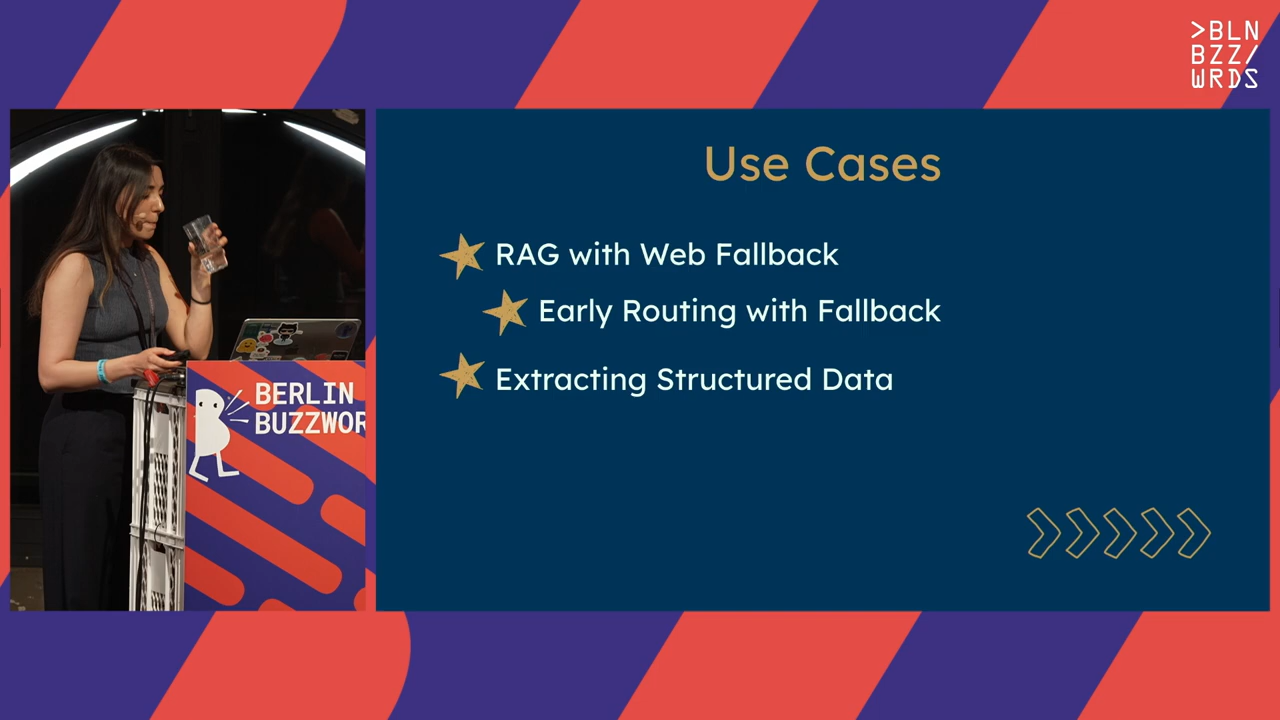 >BLN
BZZ/
WRDS
Use Cases
RAG with Web Fallback
Early Routing with Fallback
Extracting Structured Data
BERLIN
BUZZWOR